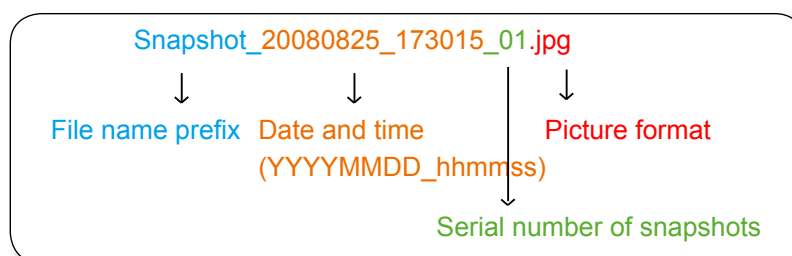 Snapshot_20080825_173015_01.jpg
File name prefix
Date and time
(YYYYMMDD_hhmmss)
Picture format
Serial number of snapshots